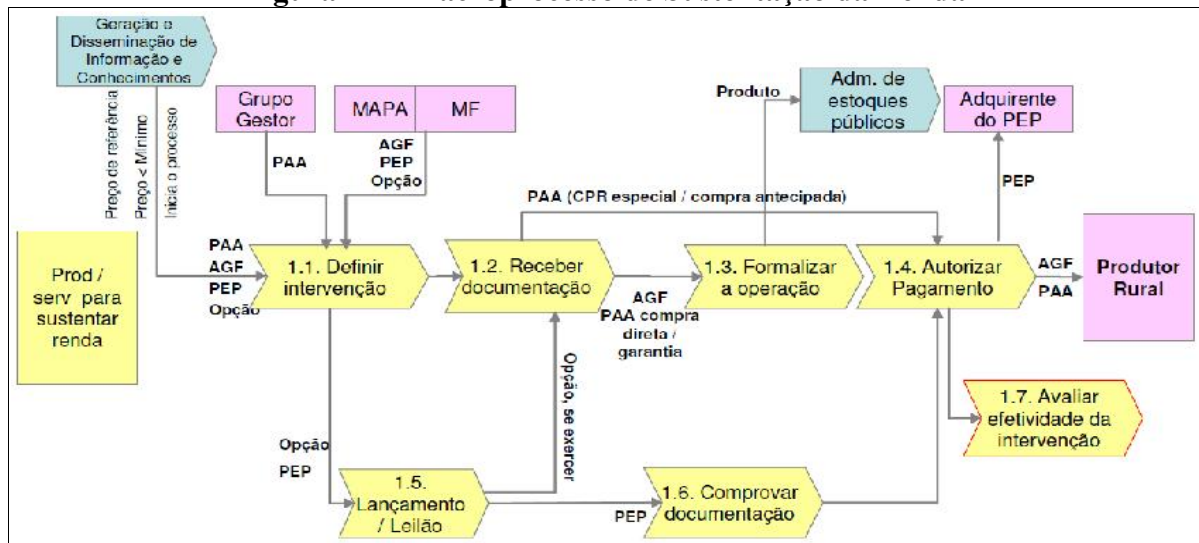 Geração e
Disseminação de
Informação e
Conhecimentos
Preço de referência
Preço < Mínimo
Inicia o processo
Grupo
Gestor
MAPA
MF
PAA
AGF
PEP
Opção
Produto
Adm. de
estoques
públicos
Adquirente
do PEP
PEP
PAA (CPR especial / compra antecipada)
Prod /
serv para
sustentar
renda
PAA
AGF
PEP
Opção
1.1. Definir
intervenção
1.2. Receber
documentação
AGF
PAA compra
direta /
garantia
1.3. Formalizar
a operação
1.4. Autorizar
Pagamento
AGF
PAA
Produtor
Rural
Opção, se exercer
1.7. Avaliar
efetividade da
intervenção
Opção
PEP
1.5.
Lançamento
/ Leilão
PEP
1.6. Comprovar
documentação